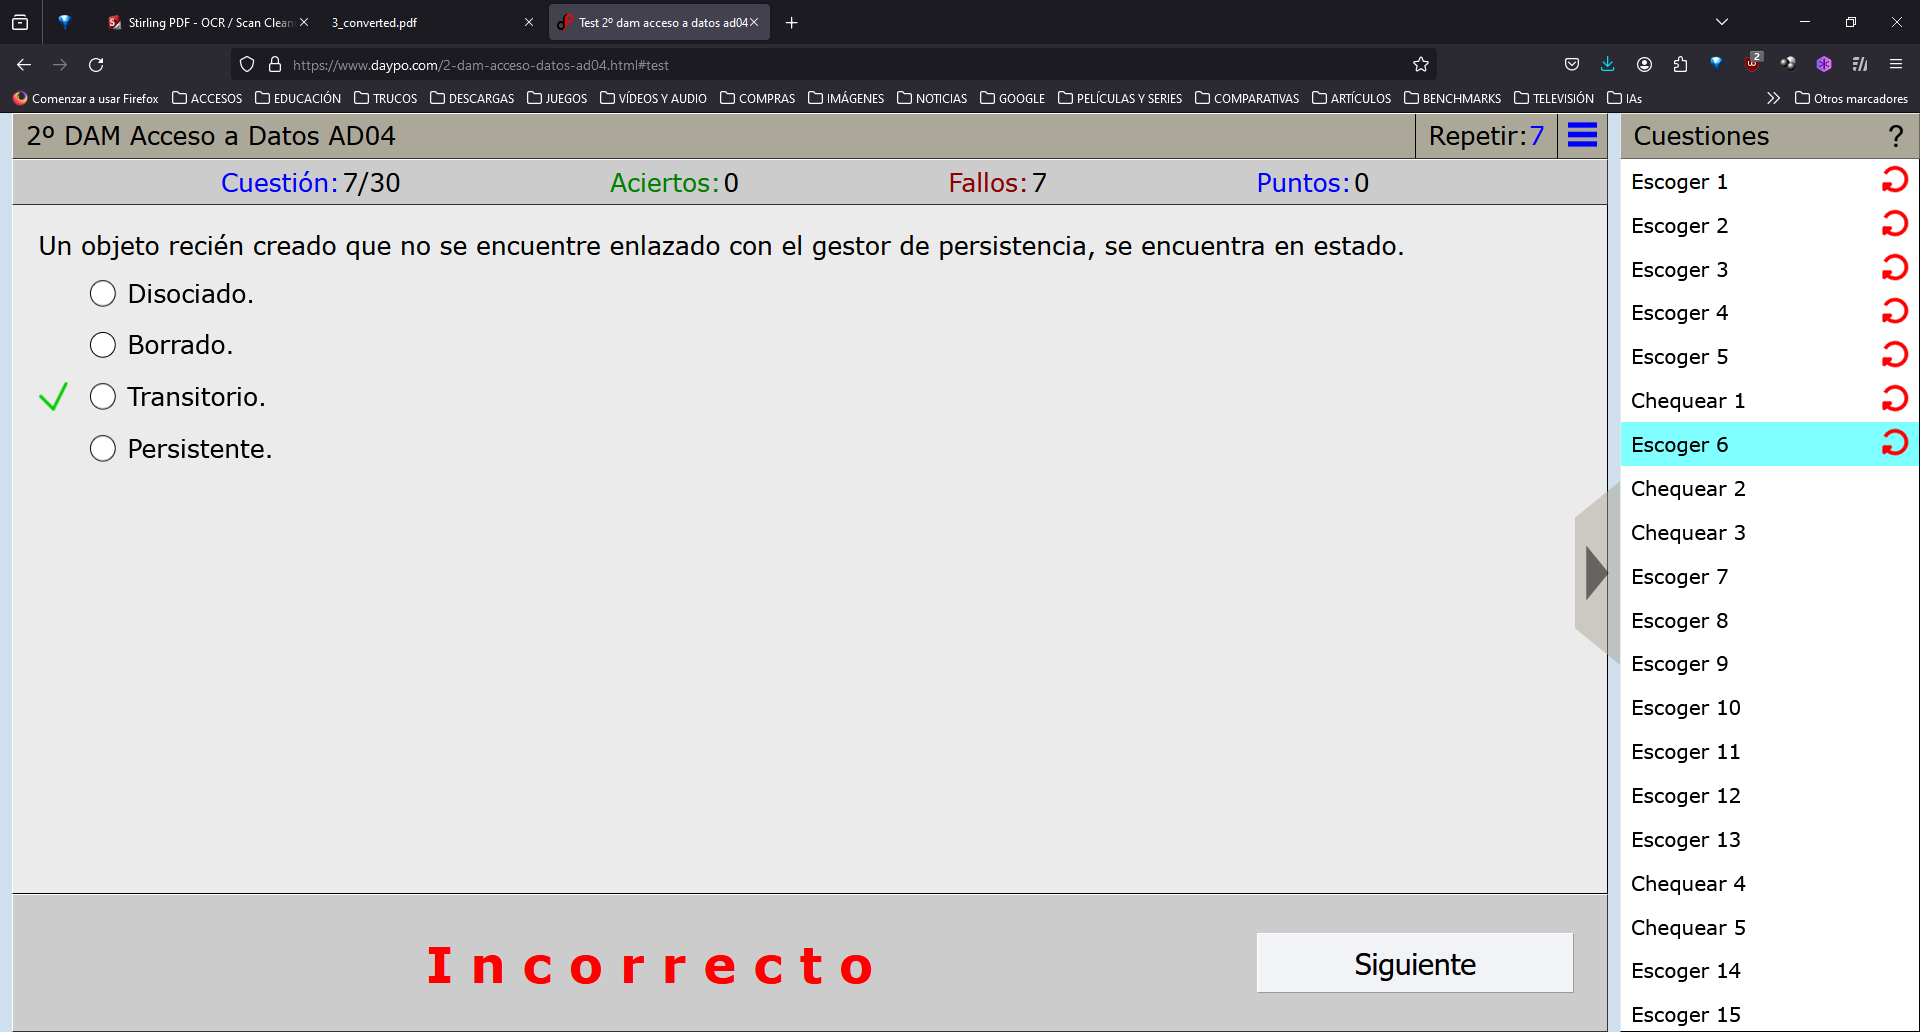 Stirling PDF - OCR / Scan Clean
3_converted.pdf
Test 2º dam acceso a datos ad04
https://www.daypo.com/2-dam-acceso-datos-ad04.html#test
2
Comenzar a usar Firefox
ACCESOS
EDUCACIÓN
TRUCOS
DESCARGAS
JUEGOS
VÍDEOS Y AUDIO
COMPRAS
IMÁGENES
NOTICIAS
GOOGLE
PELÍCULAS Y SERIES
COMPARATIVAS
ARTÍCULOS
BENCHMARKS
TELEVISIÓN
IAs
Otros marcadores
2º DAM Acceso a Datos AD04
Repetir:7
Cuestión:7/30
Aciertos:0
Fallos:7
Puntos:0
Un objeto recién creado que no se encuentre enlazado con el gestor de persistencia, se encuentra en estado.
Disociado.
Borrado.
Transitorio.
Persistente.
Incorrecto
Siguiente
Cuestiones ?
Escoger 1
Escoger 2
Escoger 3
Escoger 4
Escoger 5
Chequear 1
Escoger 6
Chequear 2
Chequear 3
Escoger 7
Escoger 8
Escoger 9
Escoger 10
Escoger 11
Escoger 12
Escoger 13
Chequear 4
Chequear 5
Escoger 14
Escoger 15